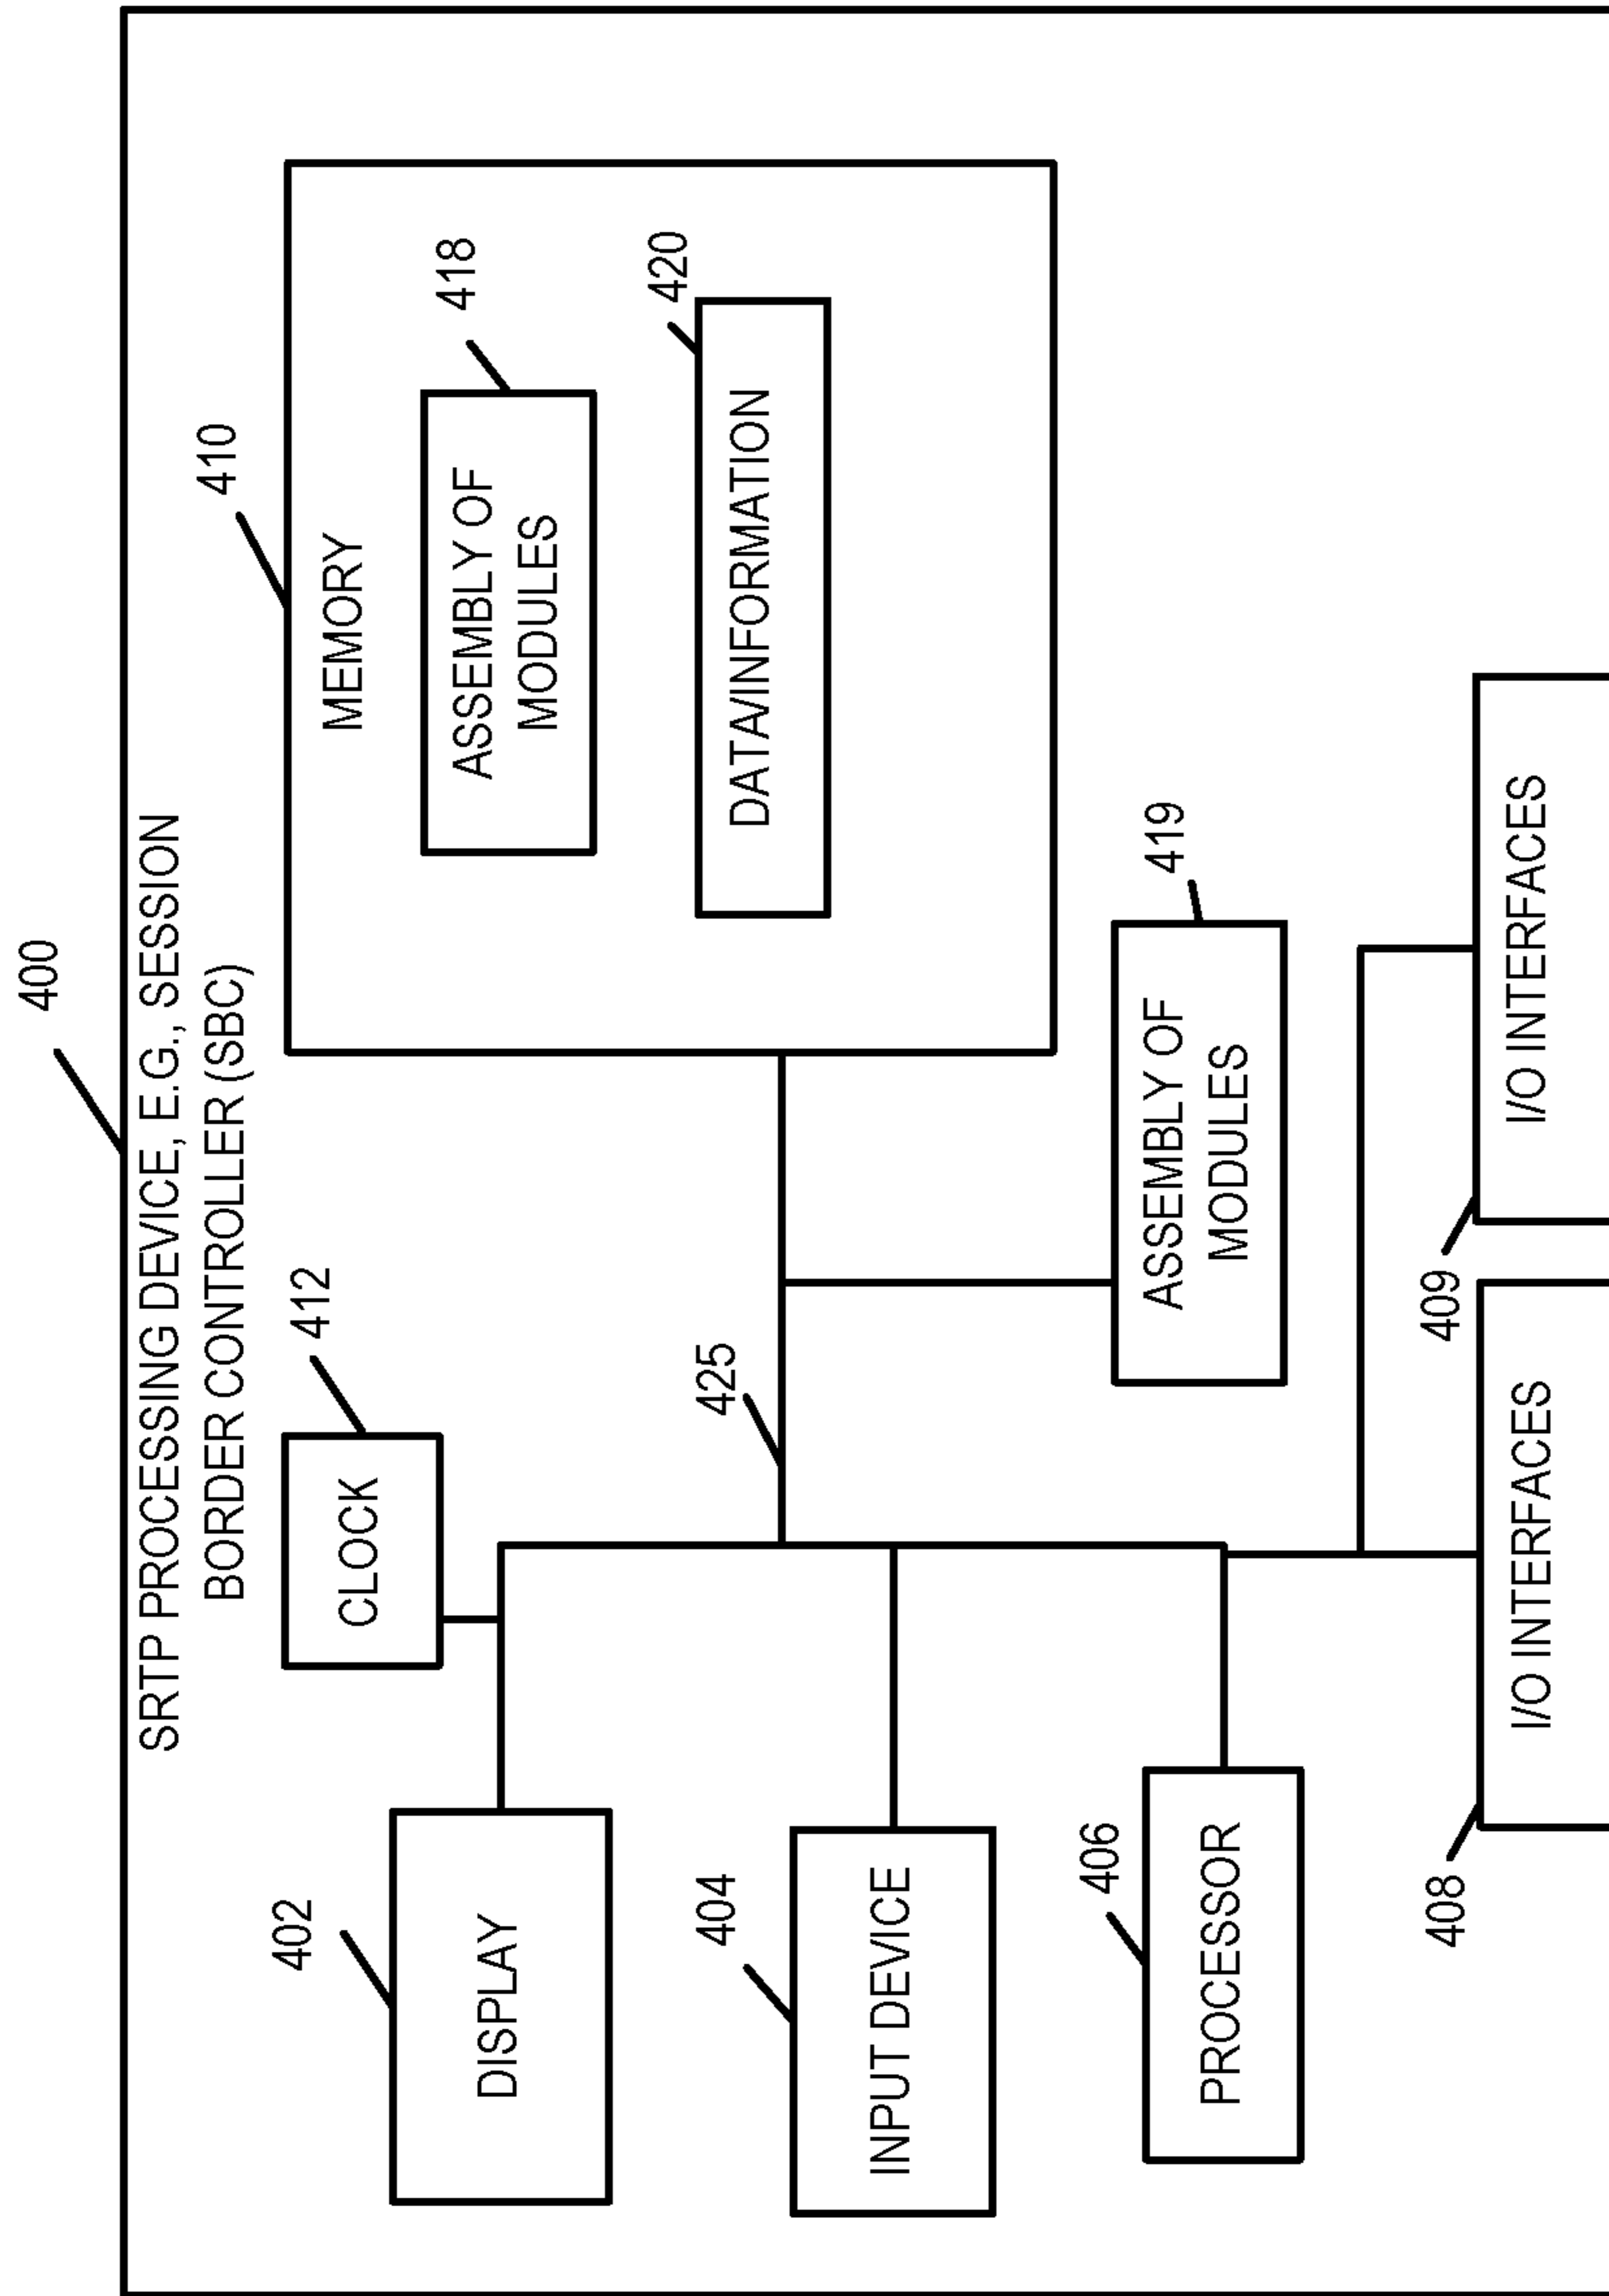 400
SRTP PROCESSING DEVICE, E.G., SESSION
BORDER CONTROLLER (SBC)
402
DISPLAY
412
CLOCK
410
MEMORY
418
ASSEMBLY OF
MODULES
420
DATA/INFORMATION
404
INPUT DEVICE
425
406
PROCESSOR
419
ASSEMBLY OF
MODULES
408
I/O INTERFACES
409
I/O INTERFACES